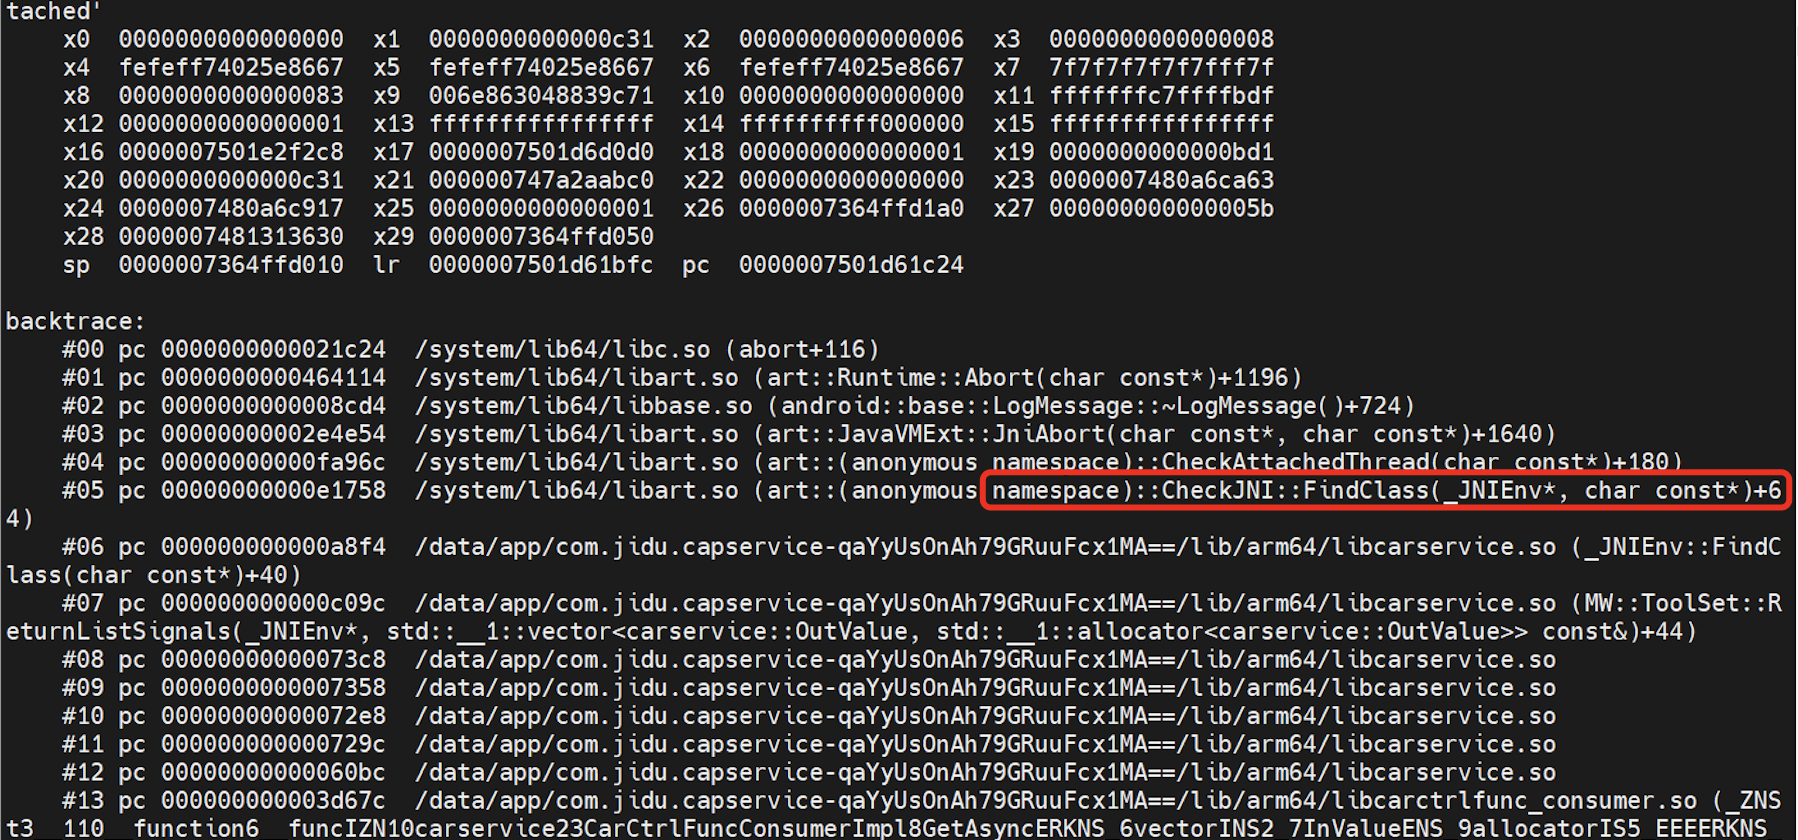 tached'
x0 0000000000000000 x1 0000000000000c31 x2 0000000000000006 x3 0000000000000008
x4 fefeff74025e8667 x5 fefeff74025e8667 x6 fefeff74025e8667 x7 7f7f7f7f7f7fff7f
x8 0000000000000083 x9 006e863048839c71 x10 0000000000000000 x11 fffffffc7ffffbdf
x12 0000000000000001 x13 ffffffffffffffff x14 ffffffffff000000 x15 ffffffffffffffff
x16 0000007501e2f2c8 x17 0000007501d6d0d0 x18 0000000000000001 x19 0000000000000bd1
x20 0000000000000c31 x21 000000747a2aabc0 x22 0000000000000000 x23 0000007480a6ca63
x24 0000007480a6c917 x25 0000000000000001 x26 0000007364ffd1a0 x27 000000000000005b
x28 0000007481313630 x29 0000007364ffd050
sp 0000007364ffd010 lr 0000007501d61bfc pc 0000007501d61c24
backtrace:
#00 pc 0000000000021c24 /system/lib64/libc.so (abort+116)
#01 pc 0000000000464114 /system/lib64/libart.so (art::Runtime::Abort(char const*)+1196)
#02 pc 0000000000008cd4 /system/lib64/libbase.so (android::base::LogMessage::~LogMessage()+724)
#03 pc 00000000002e4e54 /system/lib64/libart.so (art::JavaVMExt::JniAbort(char const*, char const*)+1640)
#04 pc 00000000000fa96c /system/lib64/libart.so (art::(anonymous namespace)::CheckAttachedThread(char const*)+180)
#05 pc 00000000000e1758 /system/lib64/libart.so (art::(anonymous namespace)::CheckJNI::FindClass(_JNIEnv*, char const*)+6
4)
#06 pc 000000000000a8f4 /data/app/com.jidu.capservice-qaYyUsOnAh79GRuuFcx1MA==/lib/arm64/libcarservice.so (_JNIEnv::FindC
lass(char const*)+40)
#07 pc 000000000000c09c /data/app/com.jidu.capservice-qaYyUsOnAh79GRuuFcx1MA==/lib/arm64/libcarservice.so (MW::ToolSet::R
eturnListSignals(_JNIEnv*, std::__1::vector<carservice::OutValue, std::__1::allocator<carservice::OutValue>> const&)+44)
#08 pc 00000000000073c8 /data/app/com.jidu.capservice-qaYyUsOnAh79GRuuFcx1MA==/lib/arm64/libcarservice.so
#09 pc 0000000000007358 /data/app/com.jidu.capservice-qaYyUsOnAh79GRuuFcx1MA==/lib/arm64/libcarservice.so
#10 pc 00000000000072e8 /data/app/com.jidu.capservice-qaYyUsOnAh79GRuuFcx1MA==/lib/arm64/libcarservice.so
#11 pc 000000000000729c /data/app/com.jidu.capservice-qaYyUsOnAh79GRuuFcx1MA==/lib/arm64/libcarservice.so
#12 pc 00000000000060bc /data/app/com.jidu.capservice-qaYyUsOnAh79GRuuFcx1MA==/lib/arm64/libcarservice.so
#13 pc 000000000003d67c /data/app/com.jidu.capservice-qaYyUsOnAh79GRuuFcx1MA==/lib/arm64/libcarctrlfunc_consumer.so (_ZNS
t3__110__function6__funcIZN10carservice23CarCtrlFuncConsumerImpl8GetAsyncERKNS_6vectorINS2_7InValueENS_9allocatorIS5_EEEERKNS_